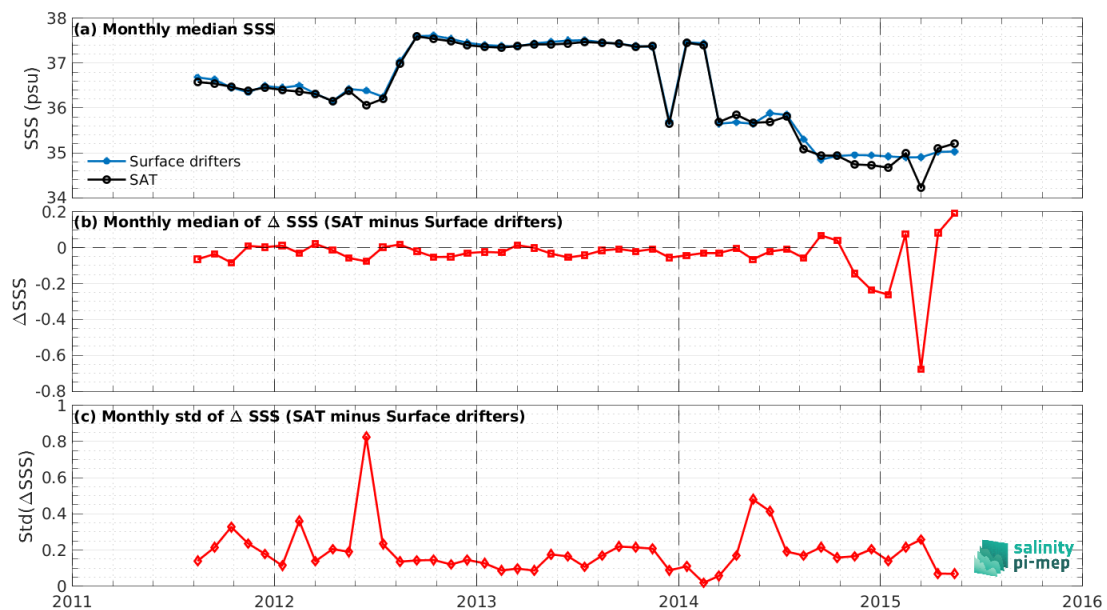 (a) Monthly median SSS
SSS (psu)
38
37
36
35
34
Surface drifters
SAT
(b) Monthly median of Δ SSS (SAT minus Surface drifters)
ΔSSS
0.2
0
-0.2
-0.4
-0.6
-0.8
(c) Monthly std of Δ SSS (SAT minus Surface drifters)
Std(ΔSSS)
1
0.8
0.6
0.4
0.2
0
2011 2012 2013 2014 2015 2016
salinity
pi-mep